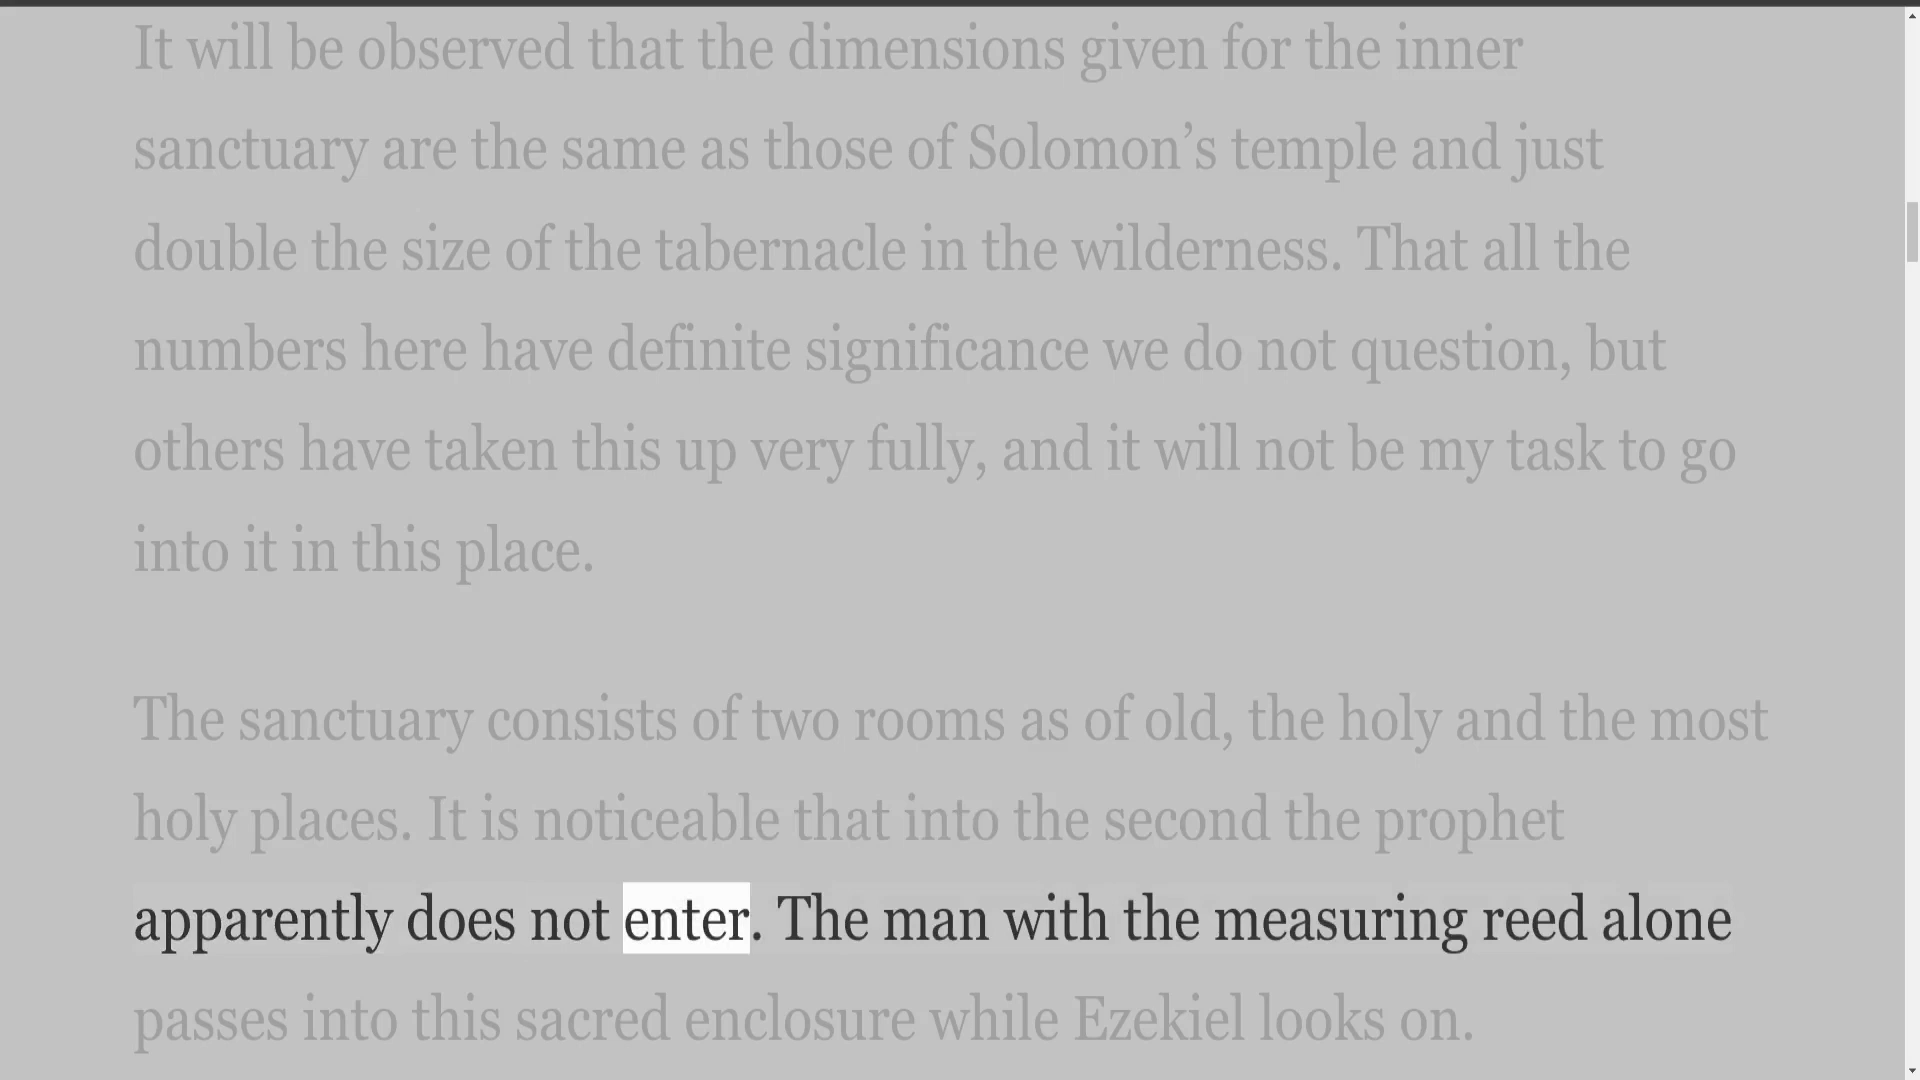 It will be observed that the dimensions given for the inner
sanctuary are the same as those of Solomon’s temple and just
double the size of the tabernacle in the wilderness. That all the
numbers here have definite significance we do not question, but
others have taken this up very fully, and it will not be my task to go
into it in this place.
The sanctuary consists of two rooms as of old, the holy and the most
holy places. It is noticeable that into the second the prophet
apparently does not enter. The man with the measuring reed alone
passes into this sacred enclosure while Ezekiel looks on.